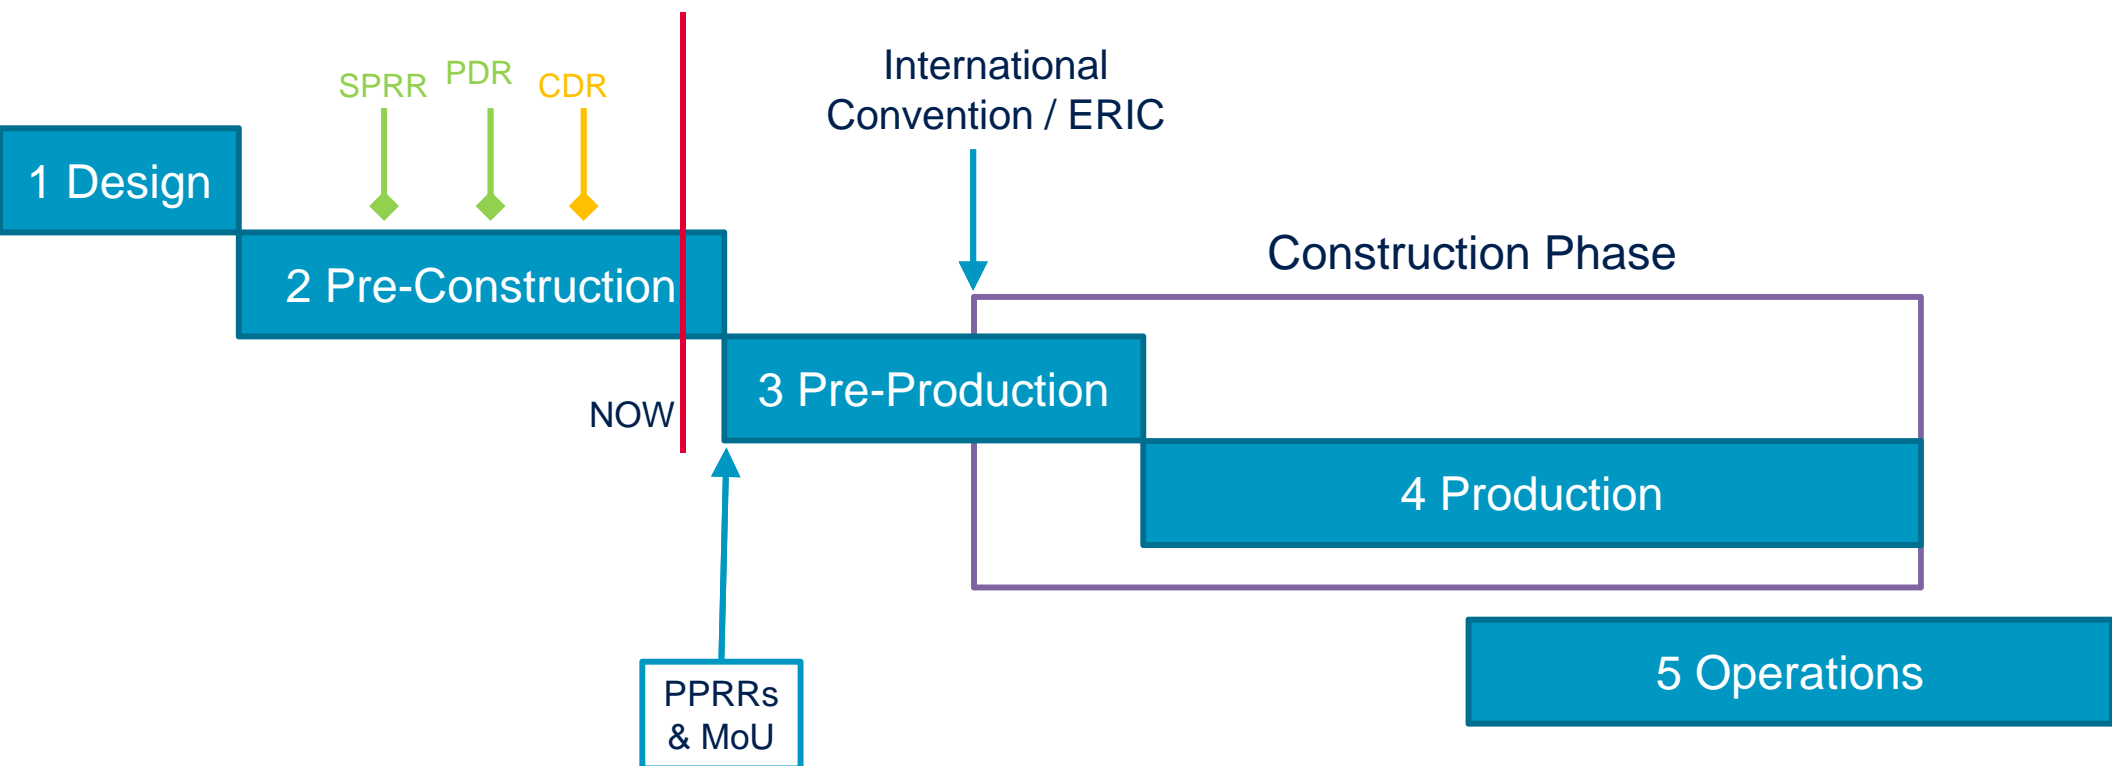 SPRR
PDR
CDR
International
Convention / ERIC
1 Design
2 Pre-Construction
Construction Phase
3 Pre-Production
NOW
4 Production
PPRRs
& MoU
5 Operations